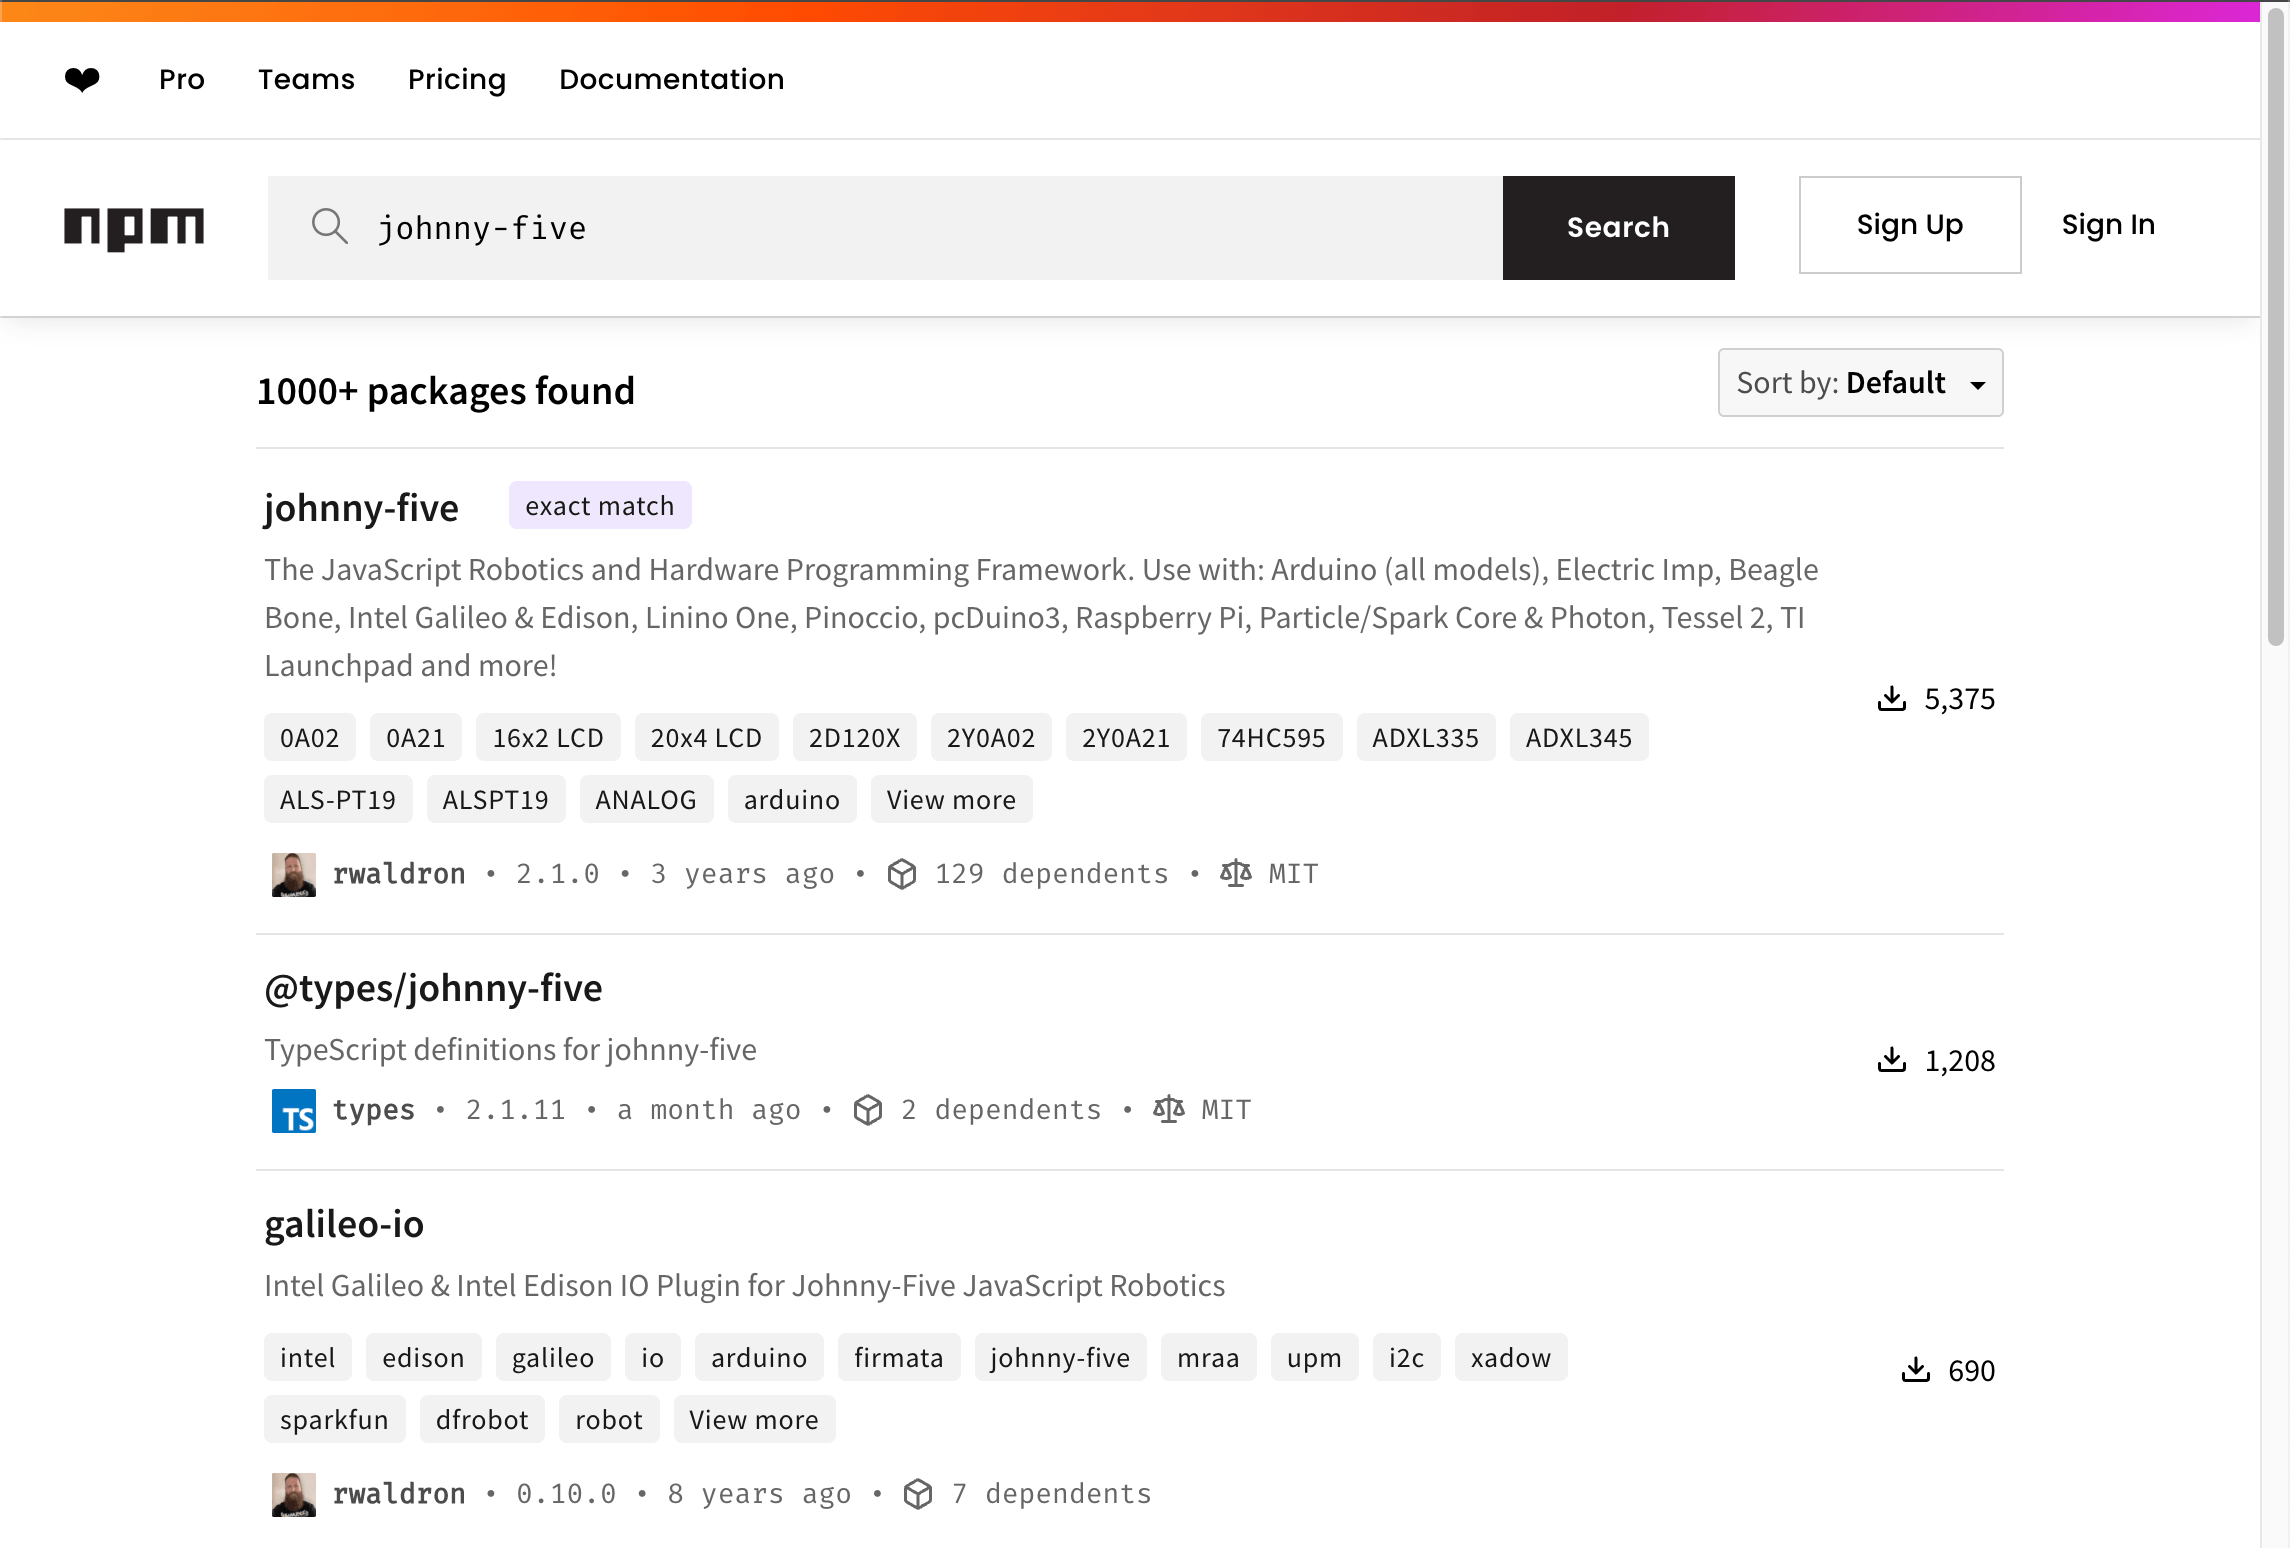 ❤ Pro Teams Pricing Documentation
npm johnny-five Search Sign Up Sign In
1000+ packages found Sort by: Default
johnny-five exact match
The JavaScript Robotics and Hardware Programming Framework. Use with: Arduino (all models), Electric Imp, Beagle
Bone, Intel Galileo & Edison, Linino One, Pinoccio, pcDuino3, Raspberry Pi, Particle/Spark Core & Photon, Tessel 2, TI
Launchpad and more!
5,375
0A02 0A21 16x2 LCD 20x4 LCD 2D120X 2Y0A02 2Y0A21 74HC595 ADXL335 ADXL345
ALS-PT19 ALSPT19 ANALOG arduino View more
rwaldron • 2.1.0 • 3 years ago • 129 dependents • MIT
@types/johnny-five
TypeScript definitions for johnny-five
1,208
TS types • 2.1.11 • a month ago • 2 dependents • MIT
galileo-io
Intel Galileo & Intel Edison IO Plugin for Johnny-Five JavaScript Robotics
intel edison galileo io arduino firmata johnny-five mraa upm i2c xadow
690
sparkfun dfrobot robot View more
rwaldron • 0.10.0 • 8 years ago • 7 dependents